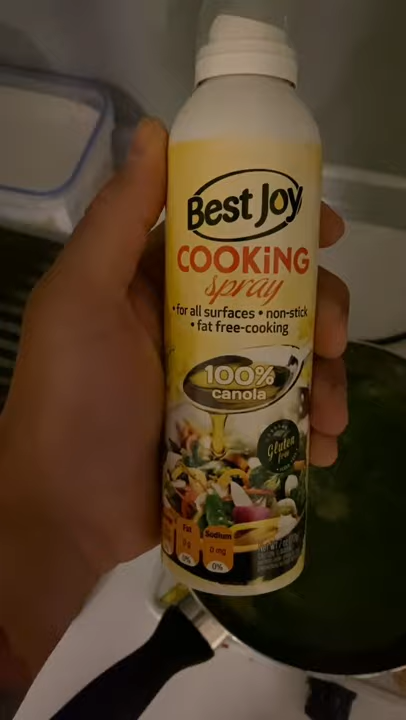 Best Joy
COOKiNG
spray
• for all surfaces • non-stick
• fat free-cooking
100%
canola
Gluten
free
Fat
0 g
0%
Sodium
0 mg
0%